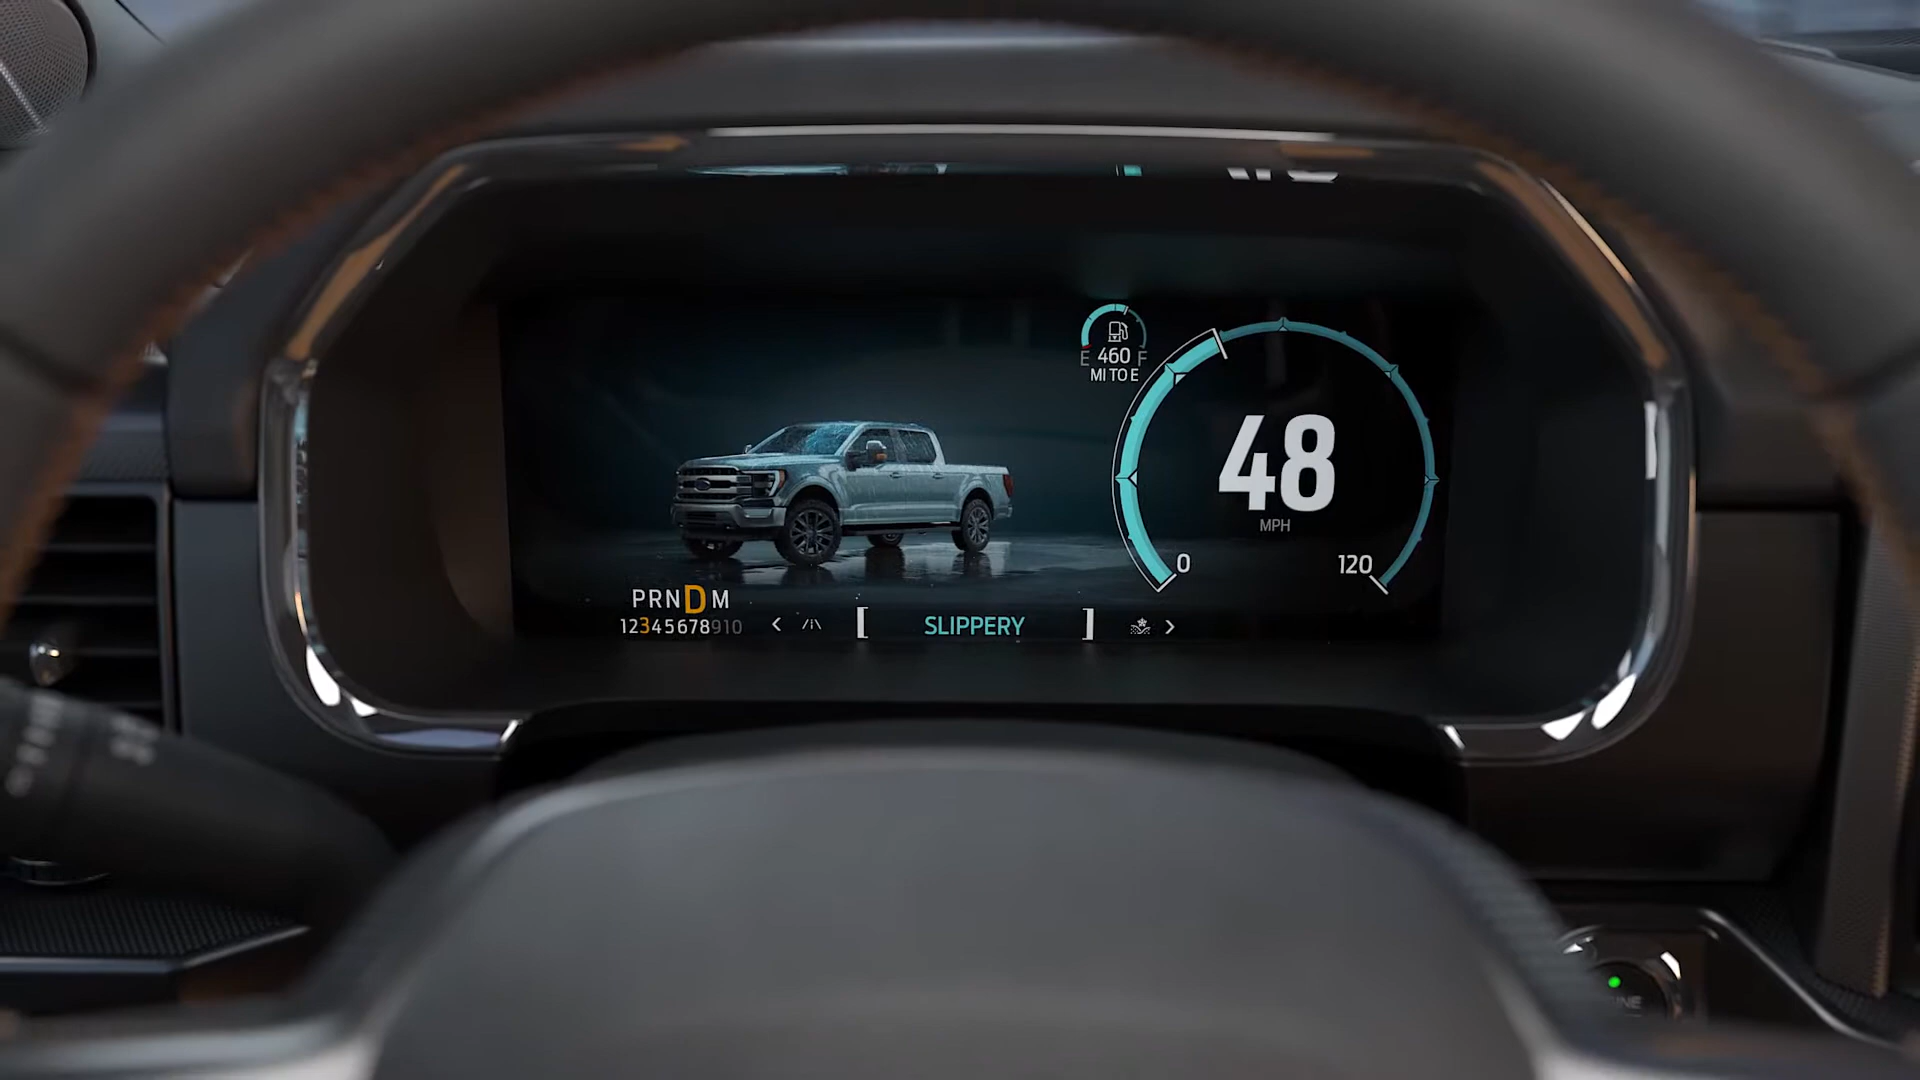 E 460 F
MI TO E
48
MPH
0
120
PRNDM
12345678910
SLIPPERY